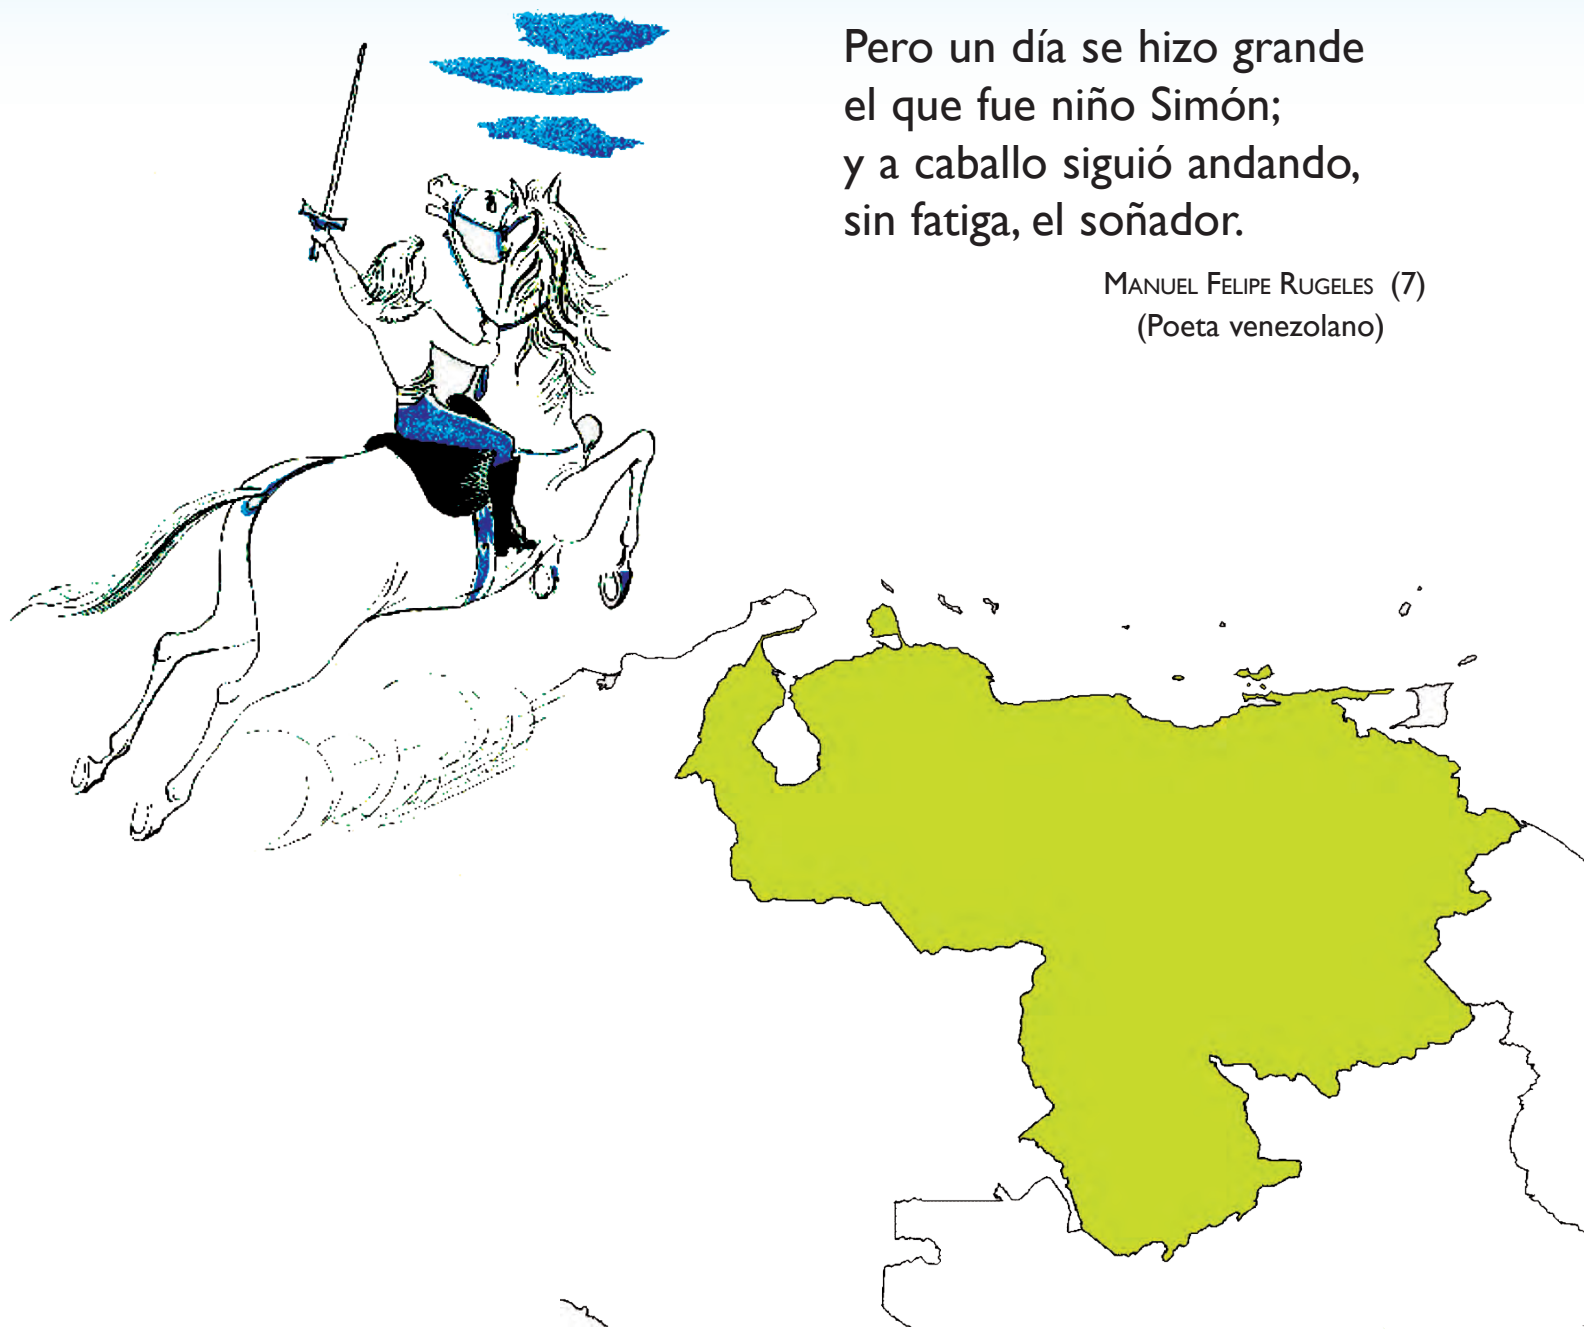 Pero un día se hizo grande
el que fue niño Simón;
y a caballo siguió andando,
sin fatiga, el soñador.
MANUEL FELIPE RUGELES (7)
(Poeta venezolano)